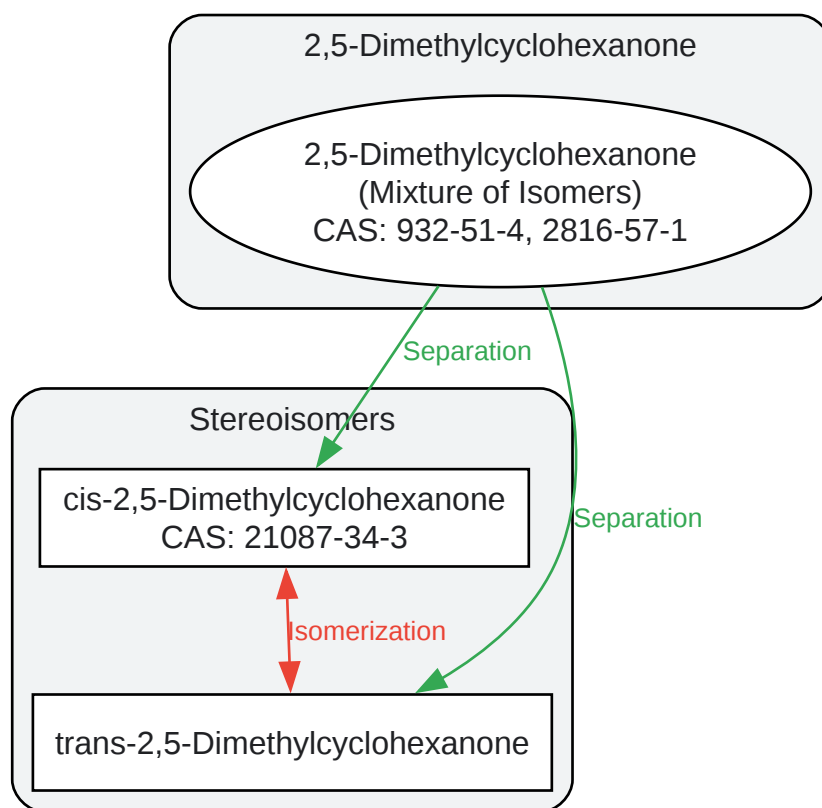 2,5-Dimethylcyclohexanone
2,5-Dimethylcyclohexanone
(Mixture of Isomers)
CAS: 932-51-4, 2816-57-1
Separation
Stereoisomers
cis-2,5-Dimethylcyclohexanone
CAS: 21087-34-3
Separation
Isomerization
trans-2,5-Dimethylcyclohexanone